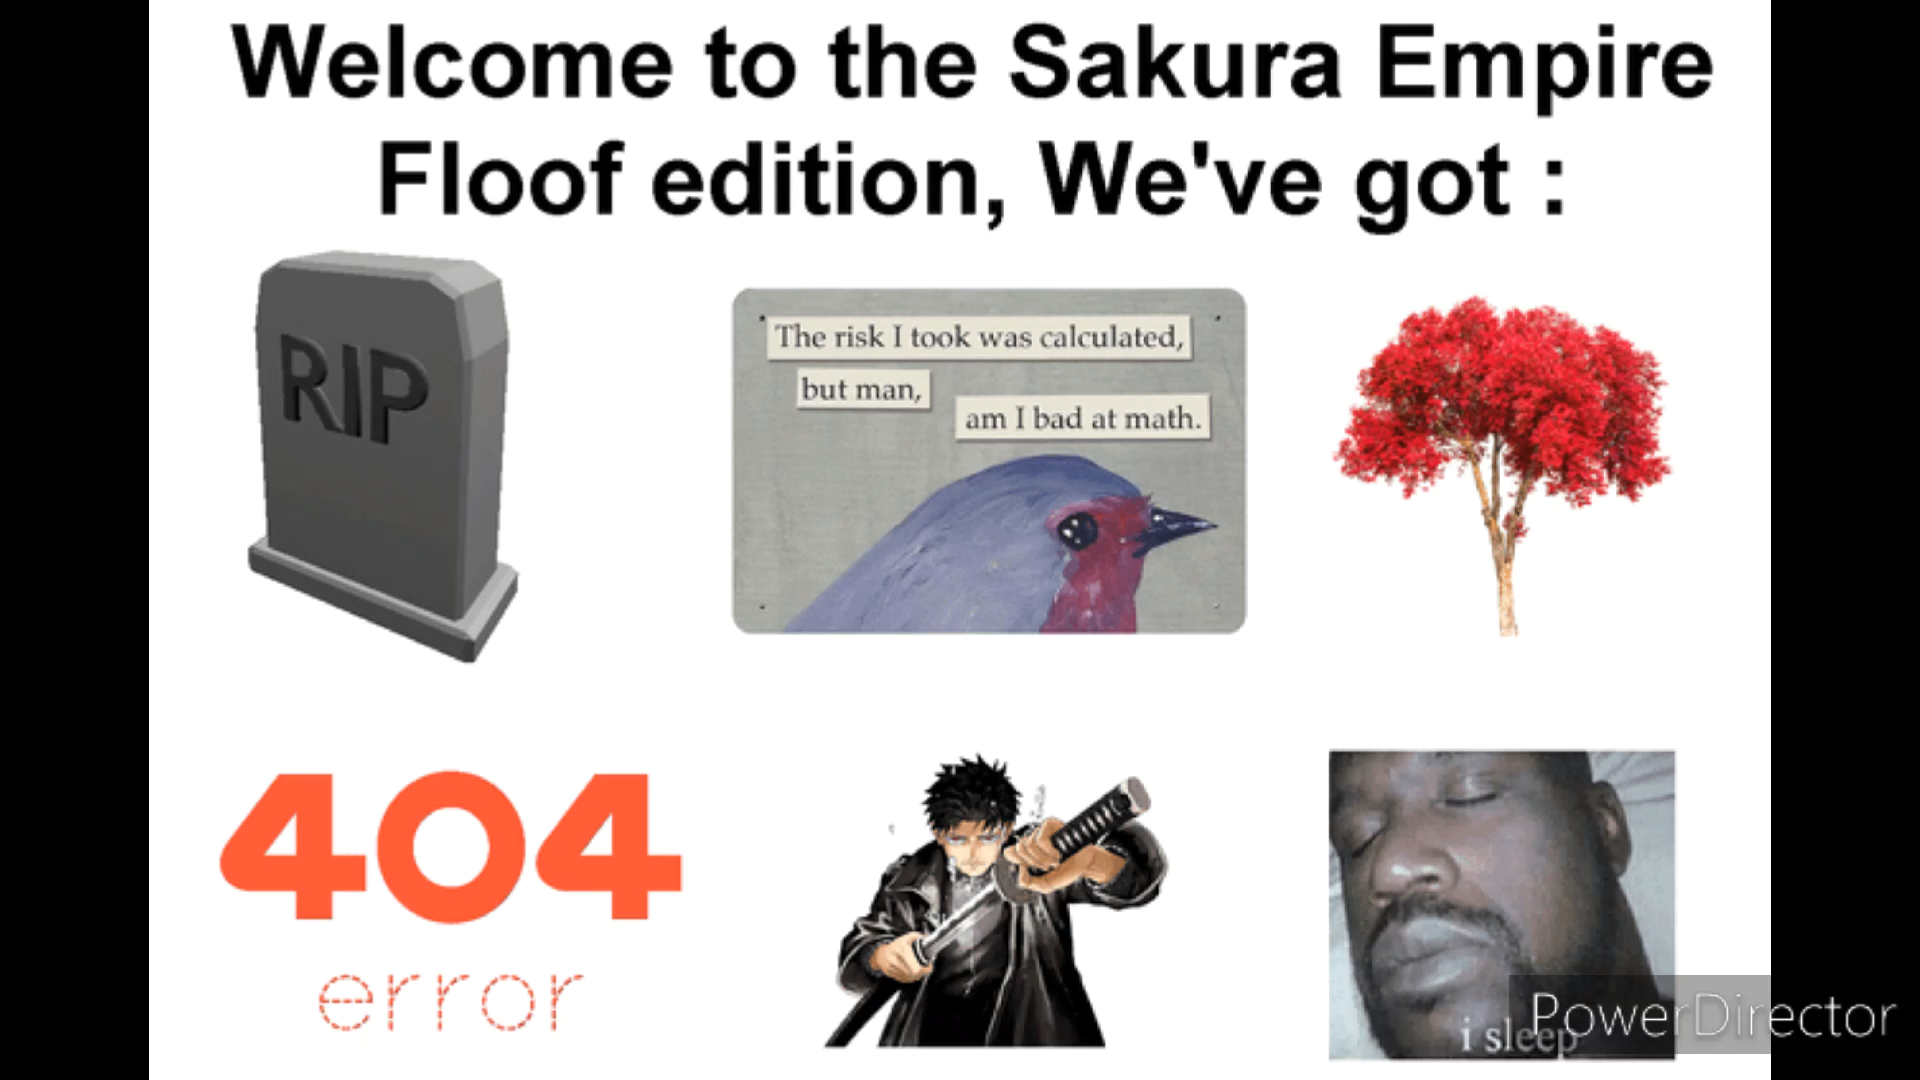 Welcome to the Sakura Empire
Floof edition, We've got :
RIP
The risk I took was calculated,
but man,
am I bad at math.
404
error
i sleep
PowerDirector